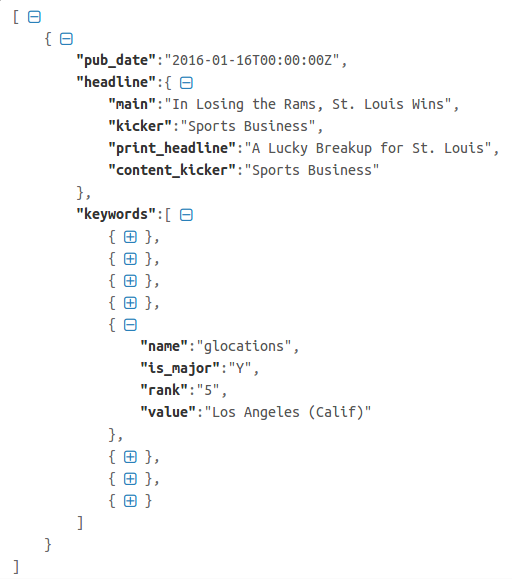 [
{
"pub_date":"2016-01-16T00:00:00Z",
"headline":{
"main":"In Losing the Rams, St. Louis Wins",
"kicker":"Sports Business",
"print_headline":"A Lucky Breakup for St. Louis",
"content_kicker":"Sports Business"
},
"keywords":[
{ },
{ },
{ },
{ },
{
"name":"glocations",
"is_major":"Y",
"rank":"5",
"value":"Los Angeles (Calif)"
},
{ },
{ },
{ }
]
}
]